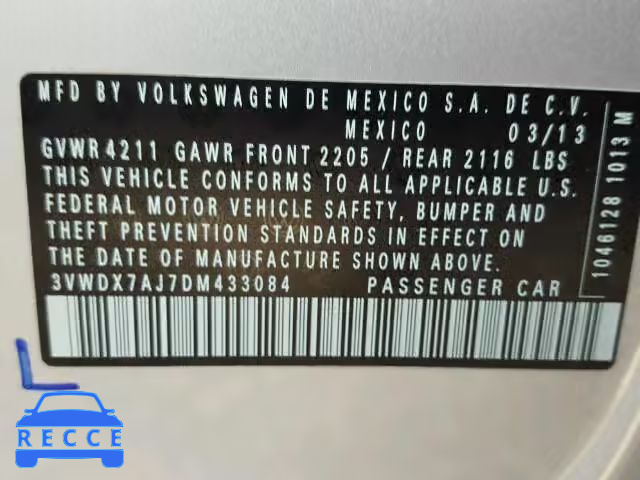 MFD BY VOLKSWAGEN DE MEXICO S.A. DE C.V.
MEXICO 03/13
GVWR 4211 GAWR FRONT 2205 / REAR 2116 LBS
THIS VEHICLE CONFORMS TO ALL APPLICABLE U.S.
FEDERAL MOTOR VEHICLE SAFETY, BUMPER AND
THEFT PREVENTION STANDARDS IN EFFECT ON
THE DATE OF MANUFACTURE SHOWN ABOVE.
3VWDX7AJ7DM433084 PASSENGER CAR
1046128 1013 M
RECCE